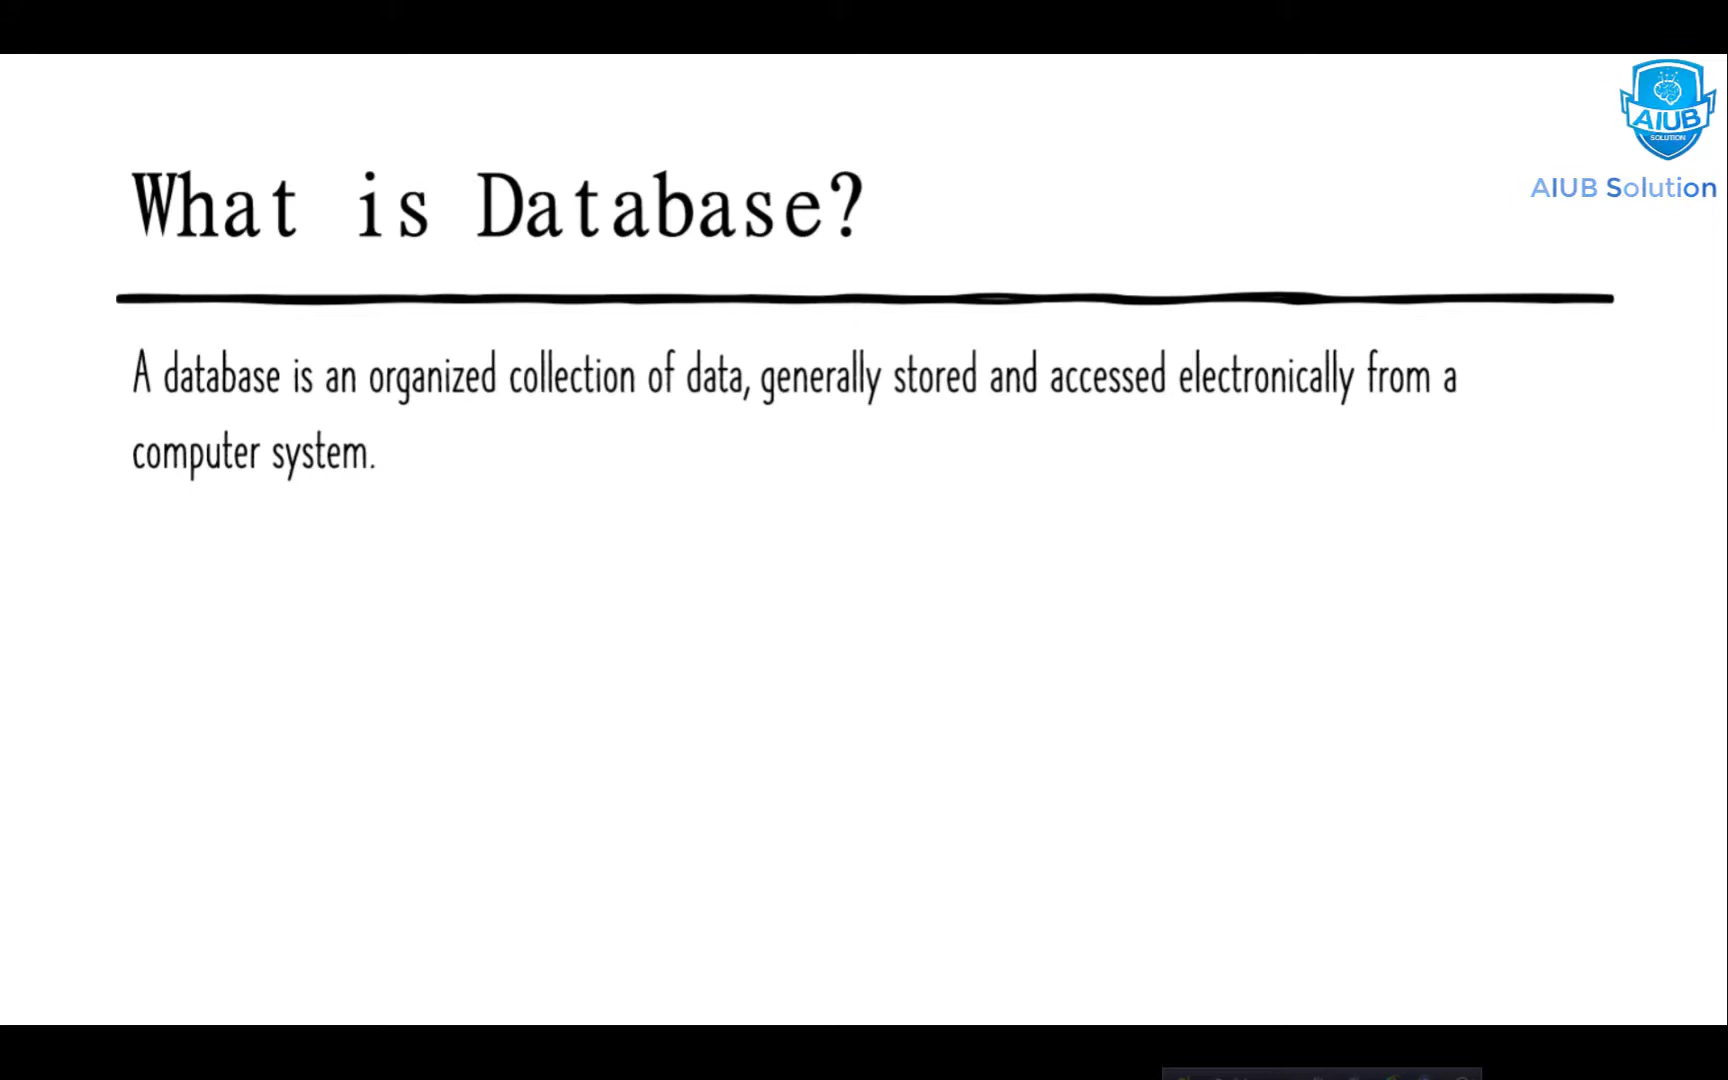 AIUB
SOLUTION
AIUB Solution
What is Database?
A database is an organized collection of data, generally stored and accessed electronically from a
computer system.